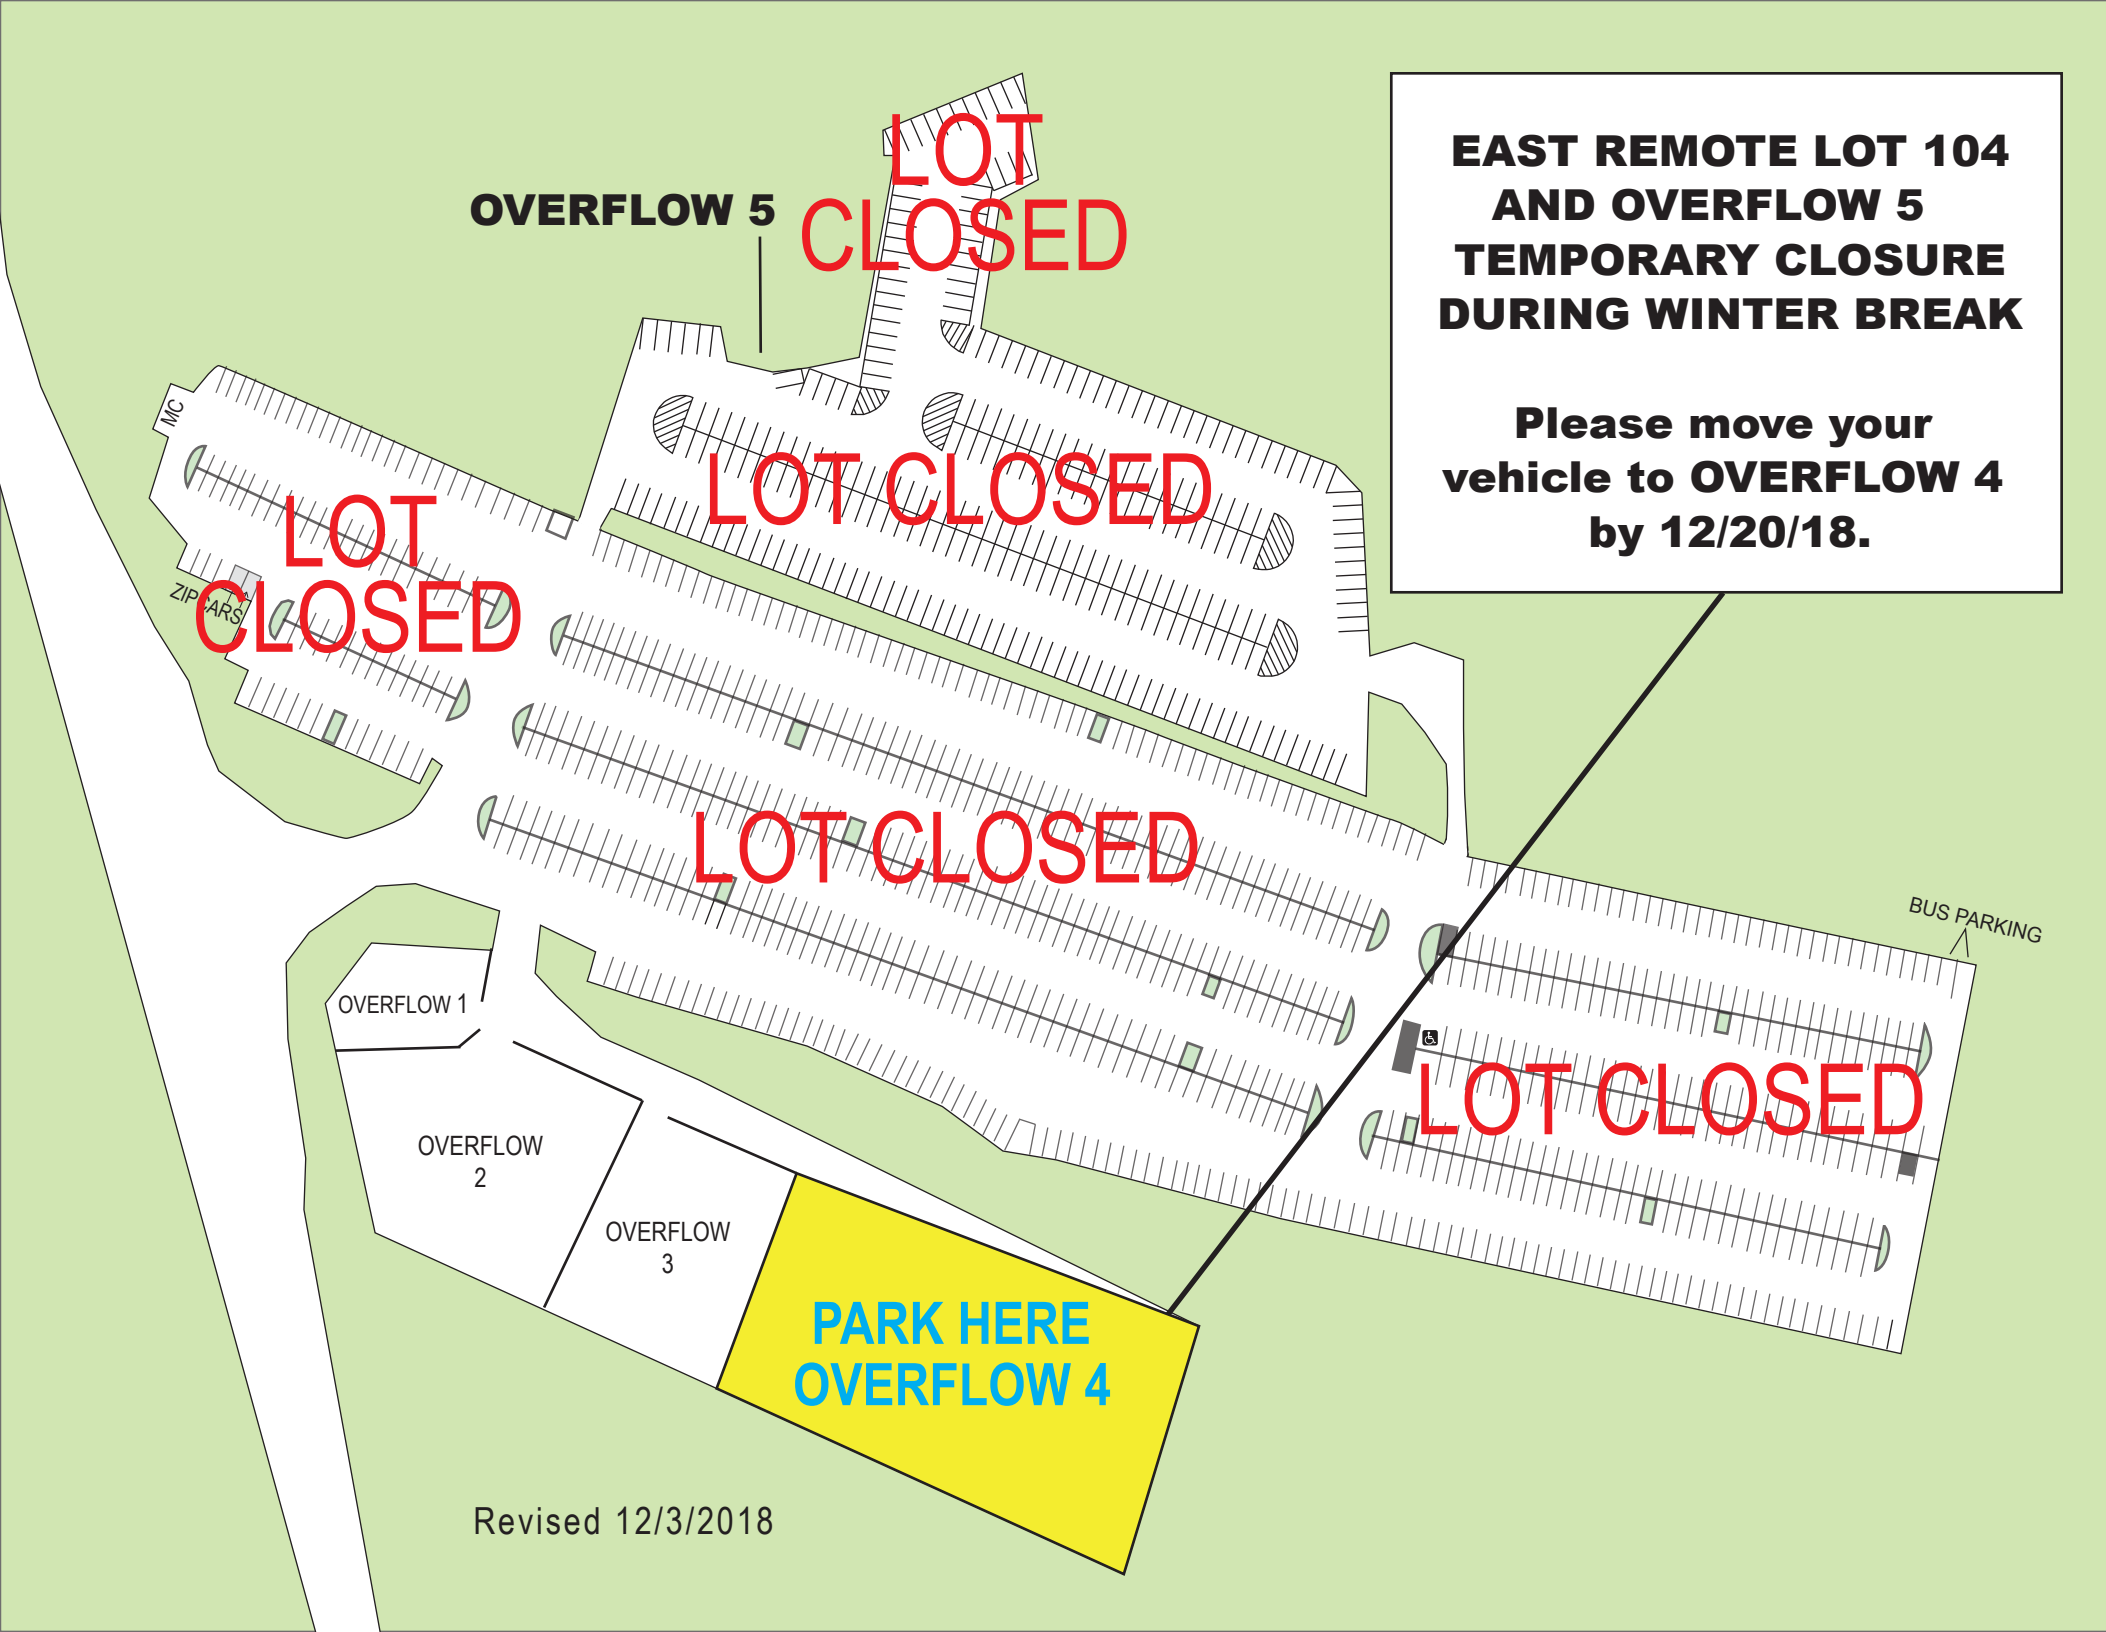 LOT
CLOSED
OVERFLOW 5
EAST REMOTE LOT 104
AND OVERFLOW 5
TEMPORARY CLOSURE
DURING WINTER BREAK
Please move your
vehicle to OVERFLOW 4
by 12/20/18.
MC
LOT CLOSED
LOT
CLOSED
ZIPCARS
LOT CLOSED
BUS PARKING
OVERFLOW 1
LOT CLOSED
OVERFLOW
2
OVERFLOW
3
PARK HERE
OVERFLOW 4
Revised 12/3/2018